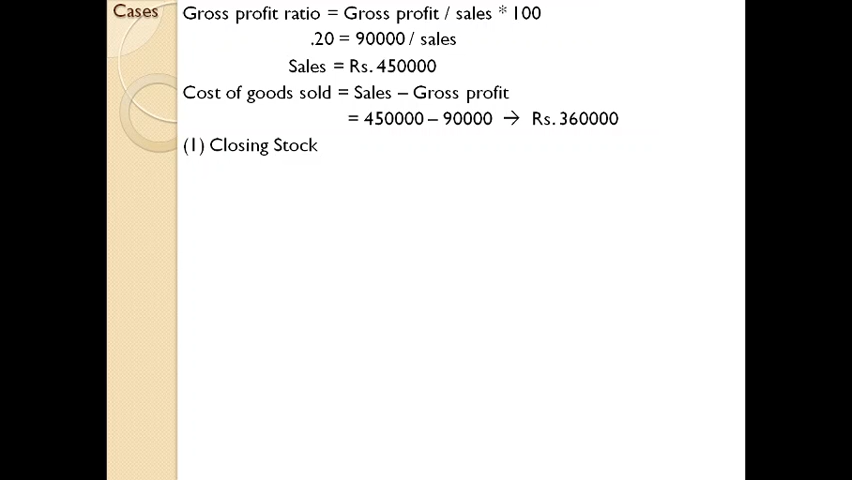 Cases
Gross profit ratio = Gross profit / sales * 100
.20 = 90000 / sales
Sales = Rs. 450000
Cost of goods sold = Sales – Gross profit
= 450000 – 90000 → Rs. 360000
(1) Closing Stock